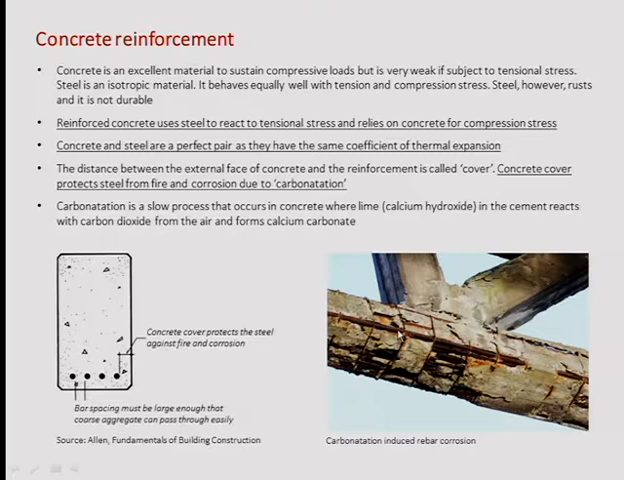 Concrete reinforcement
• Concrete is an excellent material to sustain compressive loads but is very weak if subject to tensional stress.
Steel is an isotropic material. It behaves equally well with tension and compression stress. Steel, however, rusts
and it is not durable
• Reinforced concrete uses steel to react to tensional stress and relies on concrete for compression stress
• Concrete and steel are a perfect pair as they have the same coefficient of thermal expansion
• The distance between the external face of concrete and the reinforcement is called ‘cover’. Concrete cover
protects steel from fire and corrosion due to ‘carbonatation’
• Carbonatation is a slow process that occurs in concrete where lime (calcium hydroxide) in the cement reacts
with carbon dioxide from the air and forms calcium carbonate
Concrete cover protects the steel
against fire and corrosion
Bar spacing must be large enough that
coarse aggregate can pass through easily
Source: Allen, Fundamentals of Building Construction
Carbonatation induced rebar corrosion